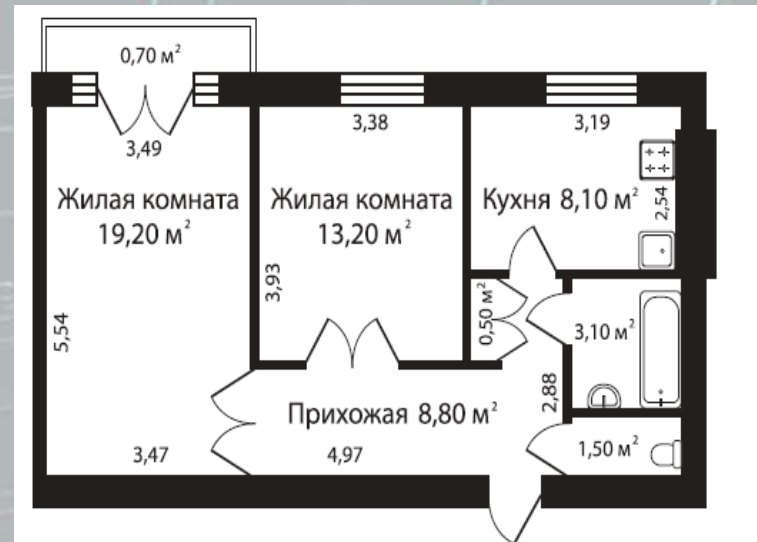 0,70 м²
3,49
3,38
3,19
Жилая комната
19,20 м²
Жилая комната
13,20 м²
Кухня 8,10 м²
2,54
3,93
5,54
0,50 м²
3,10 м²
2,88
Прихожая 8,80 м²
3,47
4,97
1,50 м²